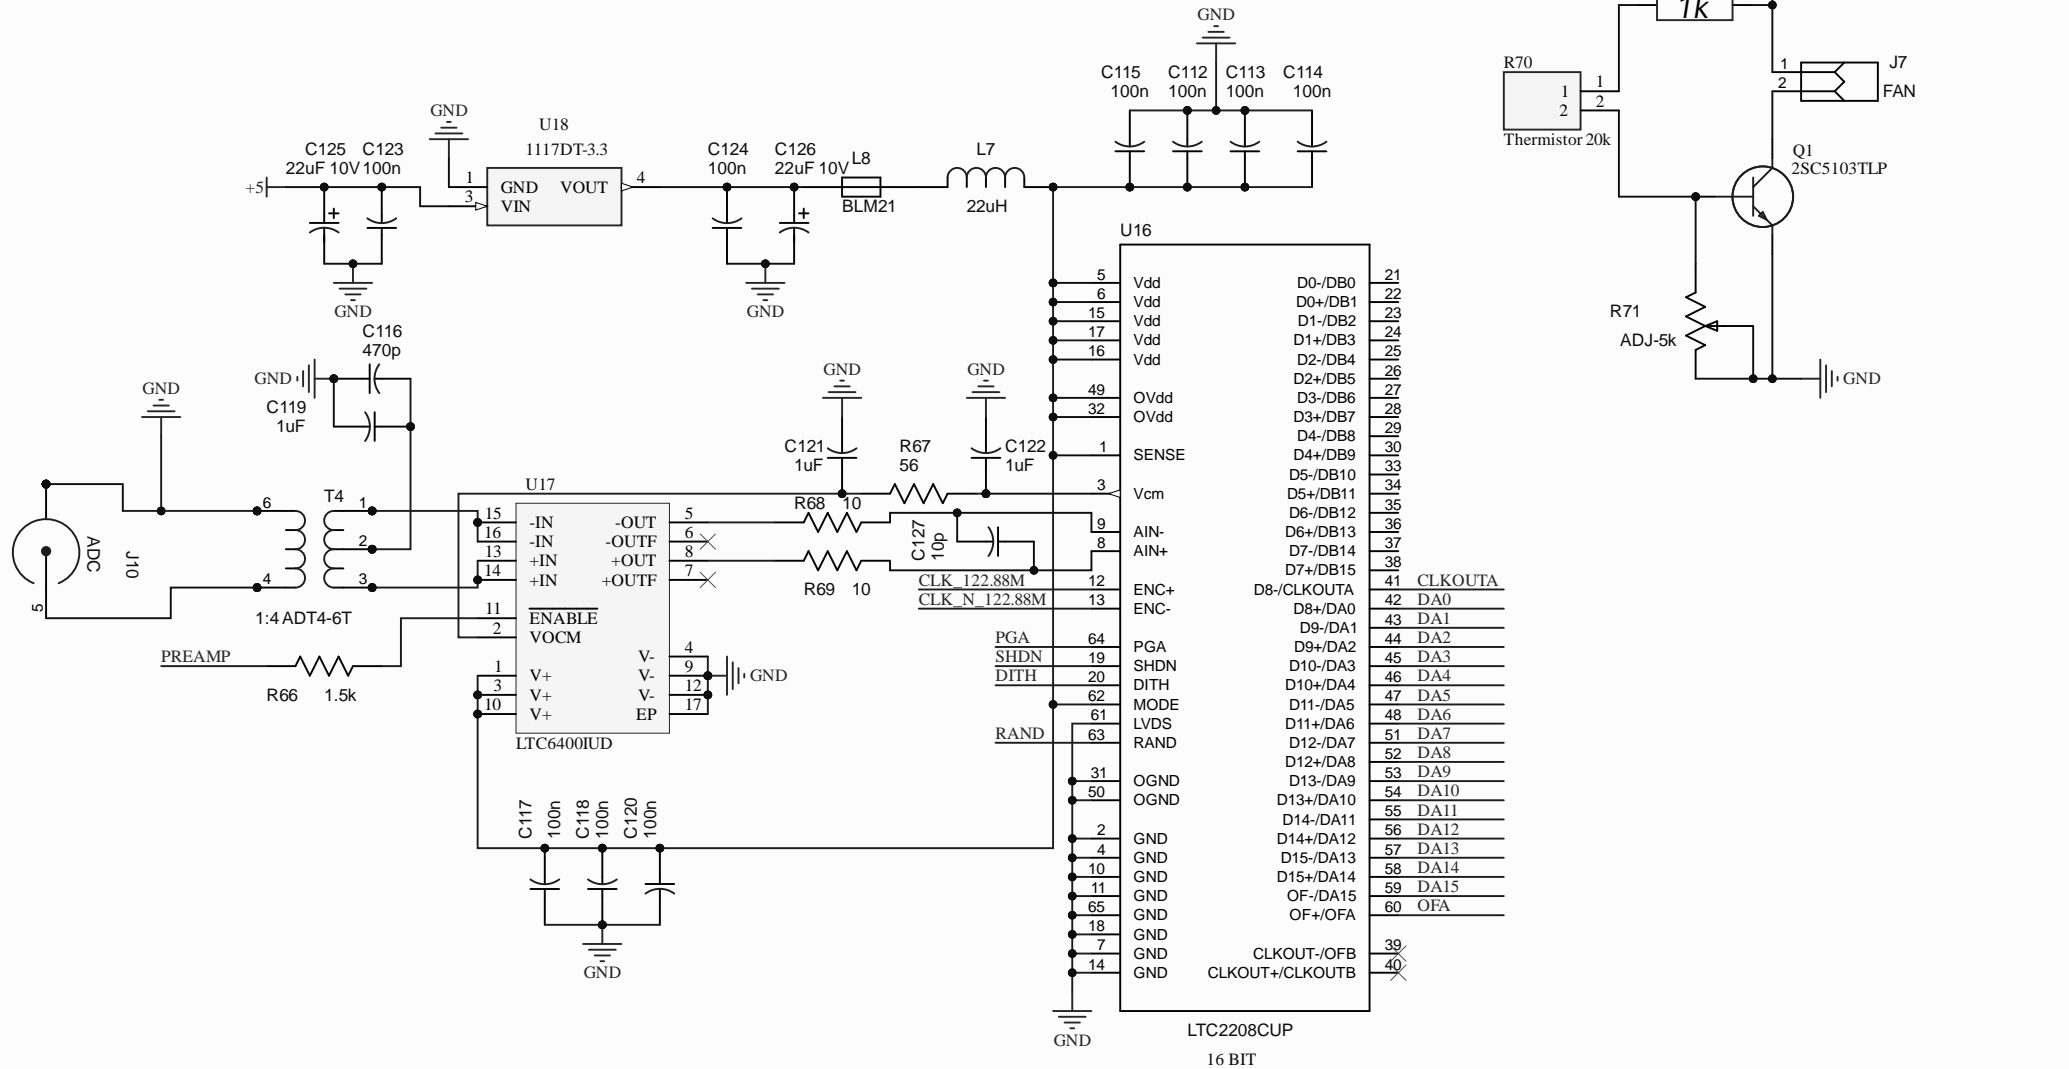 GND
1k
C115 C112 C113 C114
100n 100n 100n 100n
R70
1 1
2 2
Thermistor 20k
1 J7
2 FAN
Q1
2SC5103TLP
R71
ADJ-5k
GND
GND
U18
1117DT-3.3
C125 C123
22uF 10V 100n
+5
1 GND VOUT 4
3 VIN
C124 C126
100n 22uF 10V
L8
BLM21
L7
22uH
+ +
GND GND
C116
470p
GND
C119
1uF
GND
GND GND
C121 R67 C122
1uF 56 1uF
J10
ADC
5
6 T4 1
2
4 3
1:4 ADT4-6T
PREAMP
R66 1.5k
U17
15 -IN -OUT 5
16 -IN -OUTF 6
13 +IN +OUT 8
14 +IN +OUTF 7
11 ENABLE
2 VOCM
V- 4
1 V+ V- 9
3 V+ V- 12
10 V+ EP 17
LTC6400IUD
GND
R68 10
R69 10
C127
10p
C117 100n C118 100n C120 100n
GND
U16
5 Vdd D0-/DB0 21
6 Vdd D0+/DB1 22
15 Vdd D1-/DB2 23
17 Vdd D1+/DB3 24
16 Vdd D2-/DB4 25
D2+/DB5 26
49 OVdd D3-/DB6 27
32 OVdd D3+/DB7 28
D4-/DB8 29
1 SENSE D4+/DB9 30
D5-/DB10 33
3 Vcm D5+/DB11 34
D6-/DB12 35
9 AIN- D6+/DB13 36
8 AIN+ D7-/DB14 37
D7+/DB15 38
CLK_122.88M 12 ENC+ D8-/CLKOUTA 41 CLKOUTA
CLK_N_122.88M 13 ENC- D8+/DA0 42 DA0
D9-/DA1 43 DA1
PGA 64 PGA D9+/DA2 44 DA2
SHDN 19 SHDN D10-/DA3 45 DA3
DITH 20 DITH D10+/DA4 46 DA4
62 MODE D11-/DA5 47 DA5
61 LVDS D11+/DA6 48 DA6
RAND 63 RAND D12-/DA7 51 DA7
D12+/DA8 52 DA8
31 OGND D13-/DA9 53 DA9
50 OGND D13+/DA10 54 DA10
D14-/DA11 55 DA11
2 GND D14+/DA12 56 DA12
4 GND D15-/DA13 57 DA13
10 GND D15+/DA14 58 DA14
11 GND OF-/DA15 59 DA15
65 GND OF+/OFA 60 OFA
18 GND
7 GND CLKOUT-/OFB 39
14 GND CLKOUT+/CLKOUTB 40
GND
LTC2208CUP
16 BIT